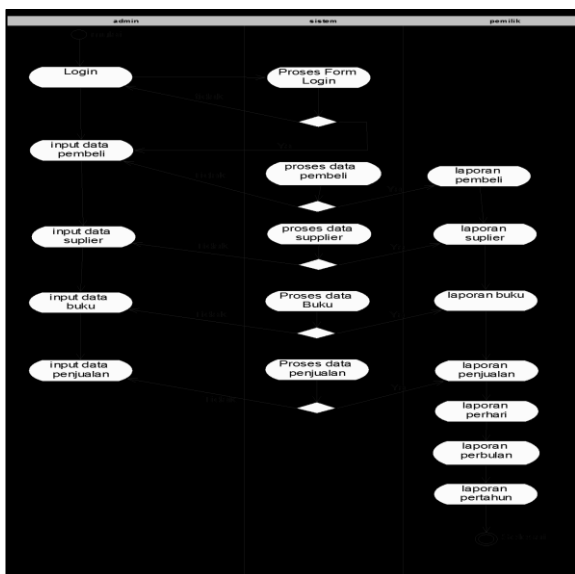 admin
sistem
pemilik
Login
Proses Form
Login
input data
pembeli
proses data
pembeli
laporan
pembeli
input data
suplier
proses data
supplier
laporan
suplier
input data
buku
Proses data
Buku
laporan buku
input data
penjualan
Proses data
penjualan
laporan
penjualan
laporan
perhari
laporan
perbulan
laporan
pertahun